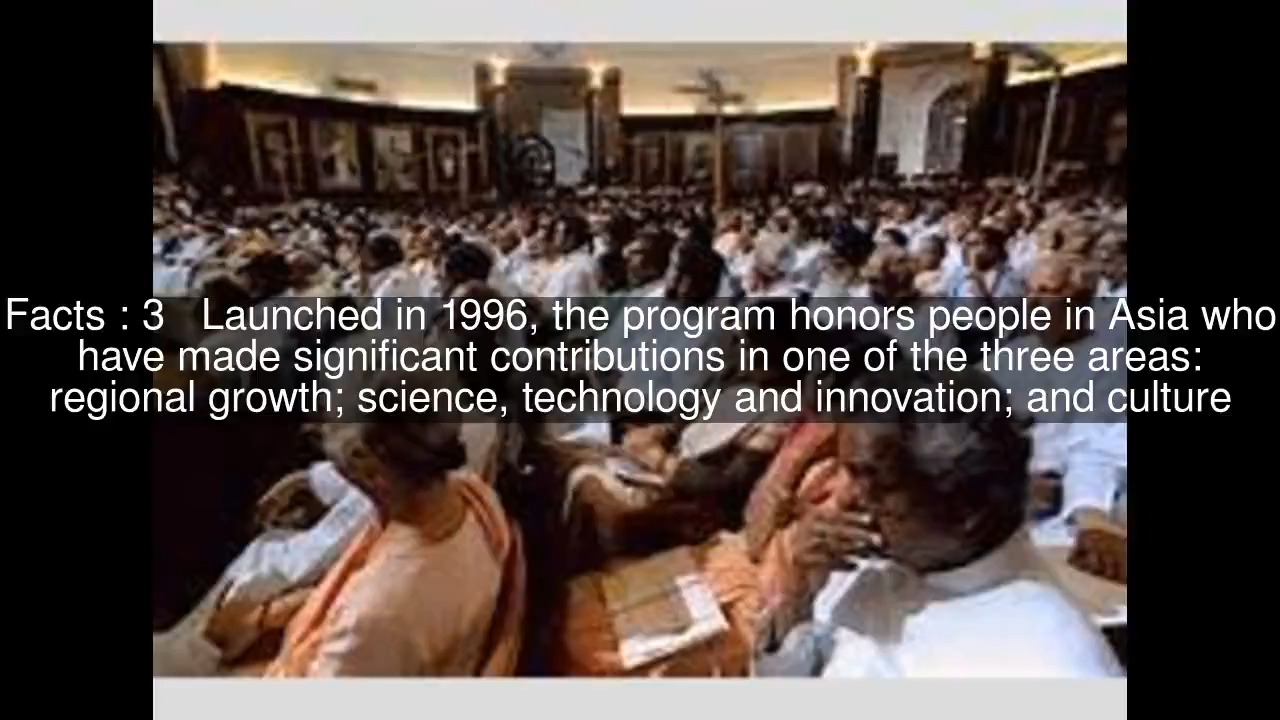 Facts : 3   Launched in 1996, the program honors people in Asia who
have made significant contributions in one of the three areas:
regional growth; science, technology and innovation; and culture